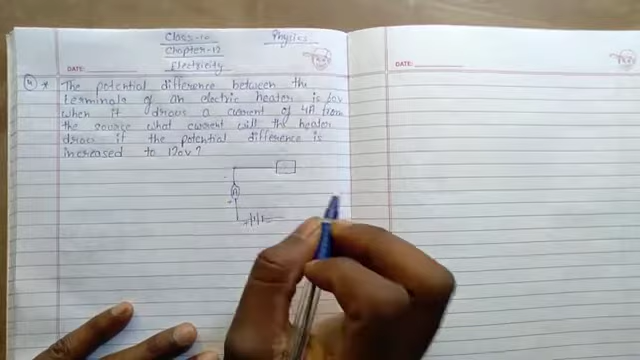 Class-10 Physics
Chapter-12
Electricity
DATE: DATE:
4 * The potential difference between the
terminals of an electric heater is 60v
when it draws a current of 4A from
the source what current will the heater
draw if the potential difference is
increased to 120v?
A